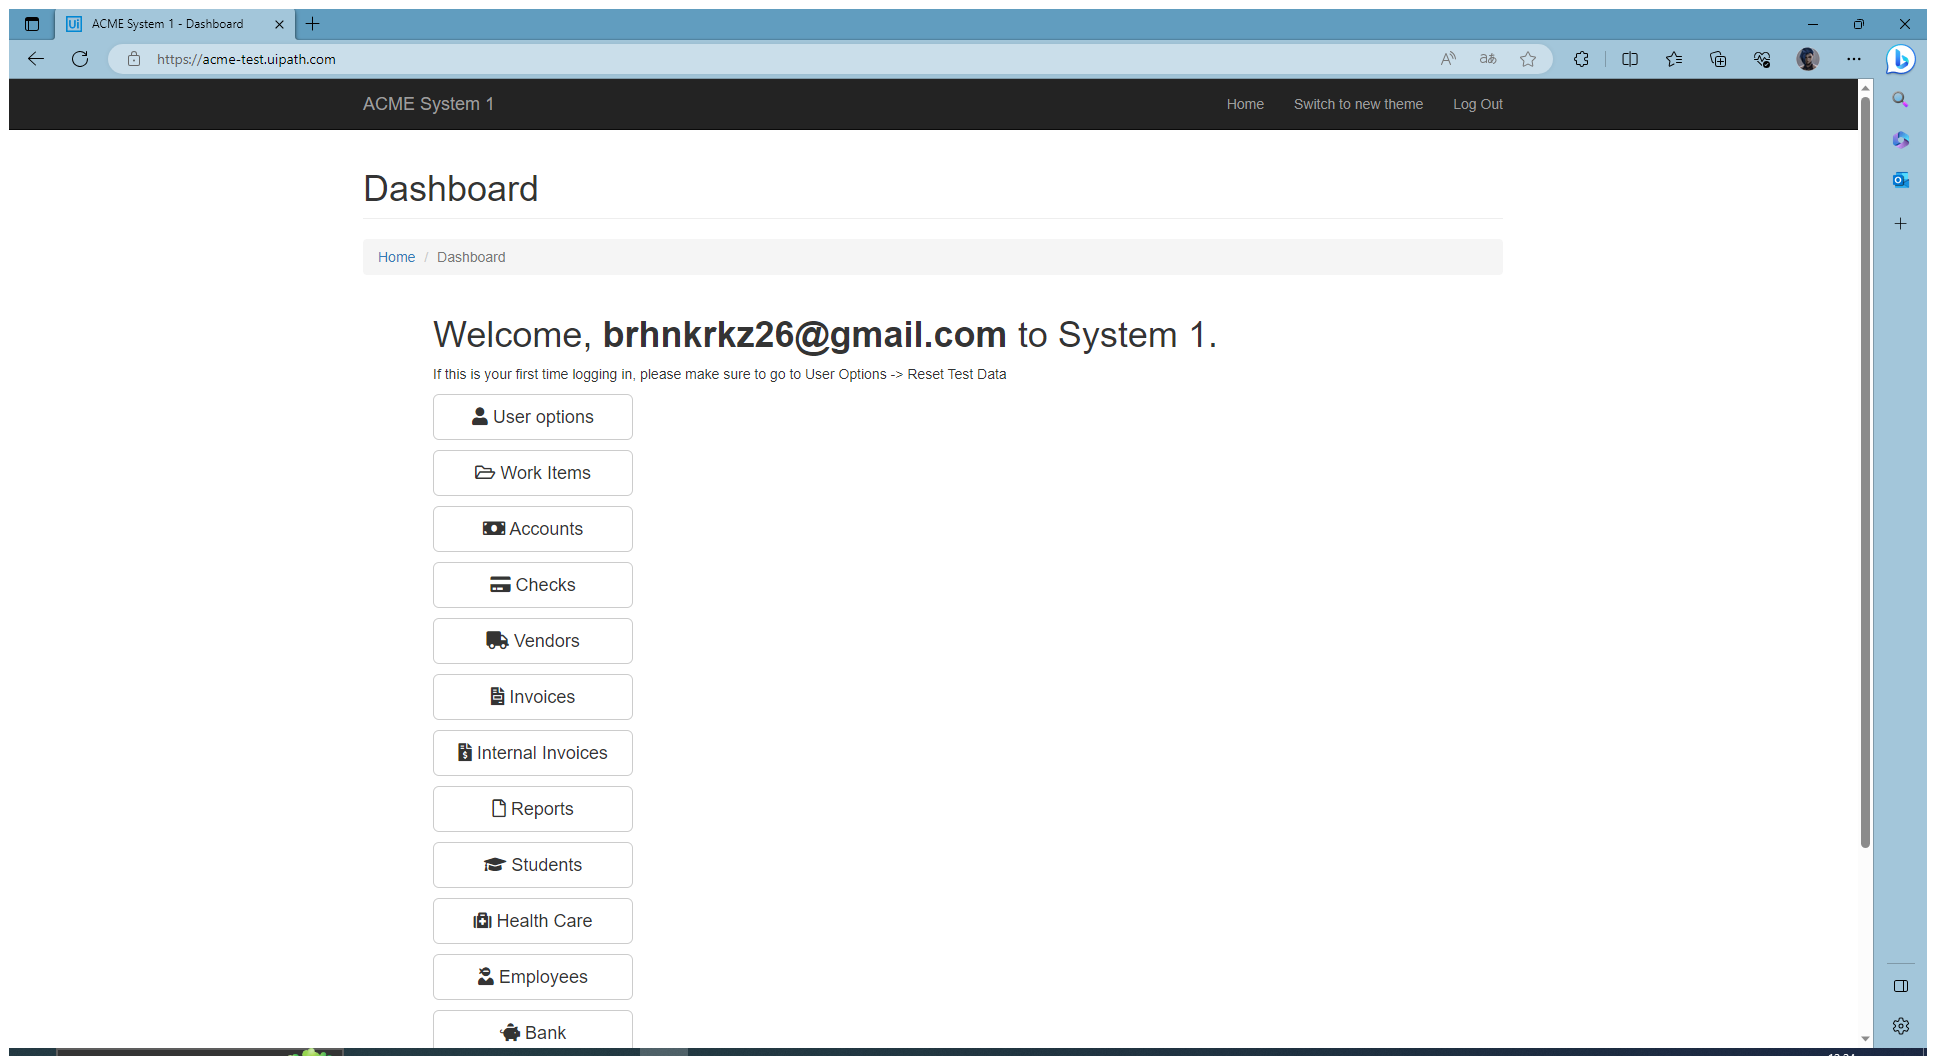 ACME System 1 - Dashboard
https://acme-test.uipath.com
ACME System 1
Home
Switch to new theme
Log Out
Dashboard
Home / Dashboard
Welcome, brhnkrkz26@gmail.com to System 1.
If this is your first time logging in, please make sure to go to User Options -> Reset Test Data
User options
Work Items
Accounts
Checks
Vendors
Invoices
Internal Invoices
Reports
Students
Health Care
Employees
Bank